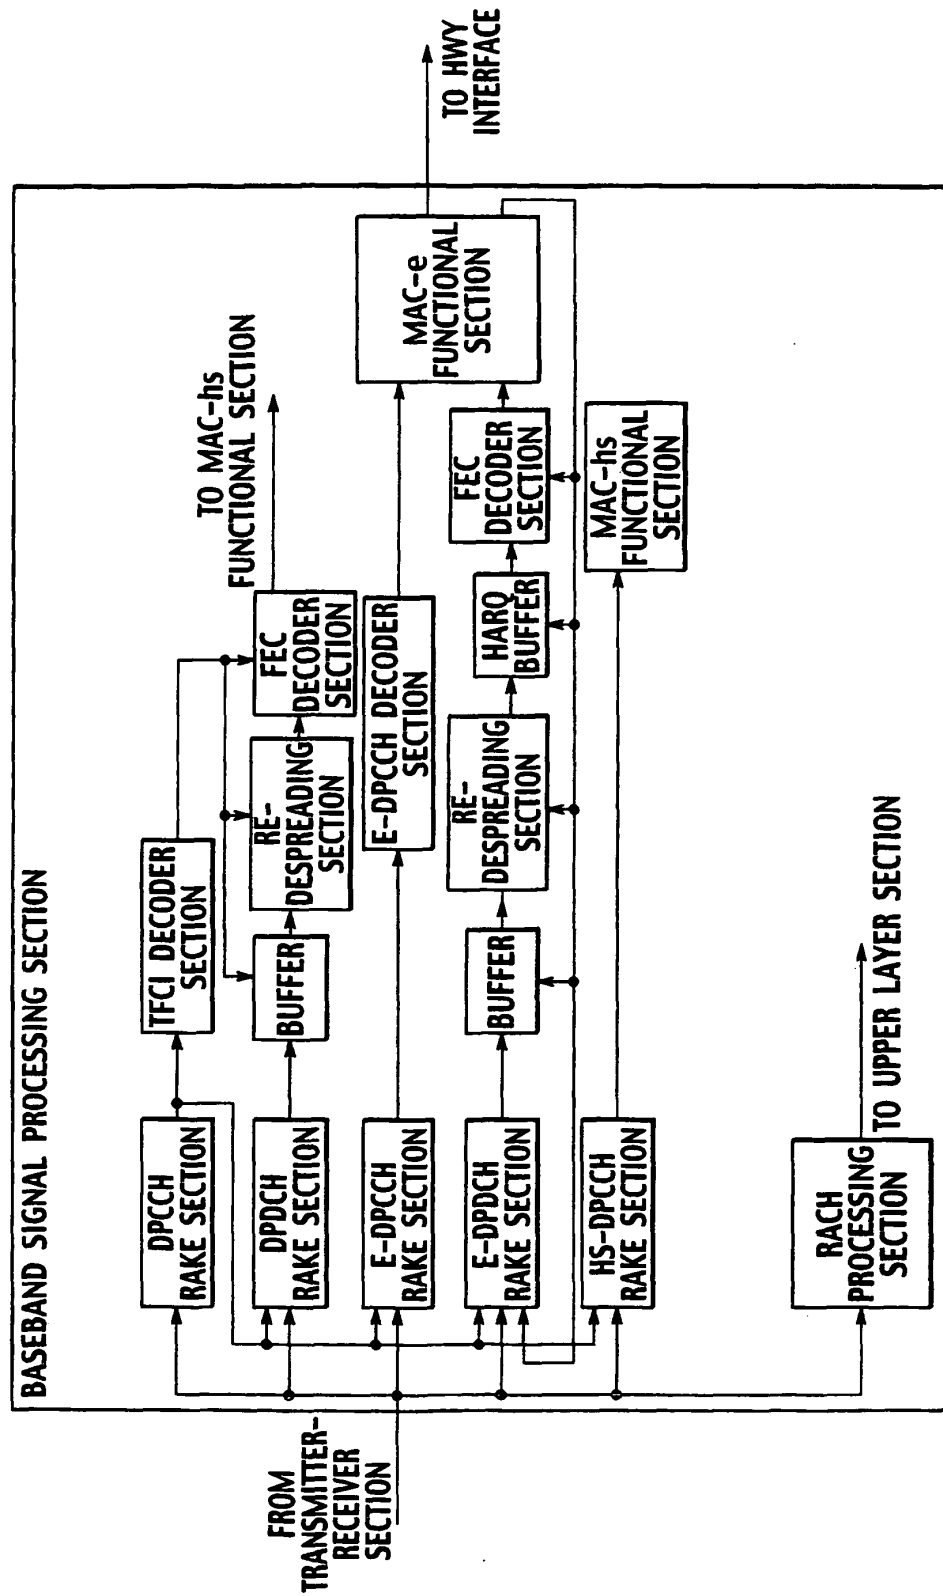 BASEBAND SIGNAL PROCESSING SECTION
FROM
TRANSMITTER-
RECEIVER
SECTION
DPCCH
RAKE SECTION
TFCI DECODER
SECTION
TO MAC-hs
FUNCTIONAL SECTION
DPDCH
RAKE SECTION
BUFFER
RE-
DESPREADING
SECTION
FEC
DECODER
SECTION
E-DPCCH
RAKE SECTION
E-DPCCH DECODER
SECTION
MAC-e
FUNCTIONAL
SECTION
TO HWY
INTERFACE
E-DPDCH
RAKE SECTION
BUFFER
RE-
DESPREADING
SECTION
HARQ
BUFFER
FEC
DECODER
SECTION
HS-DPCCH
RAKE SECTION
MAC-hs
FUNCTIONAL
SECTION
RACH
PROCESSING
SECTION
TO UPPER LAYER SECTION